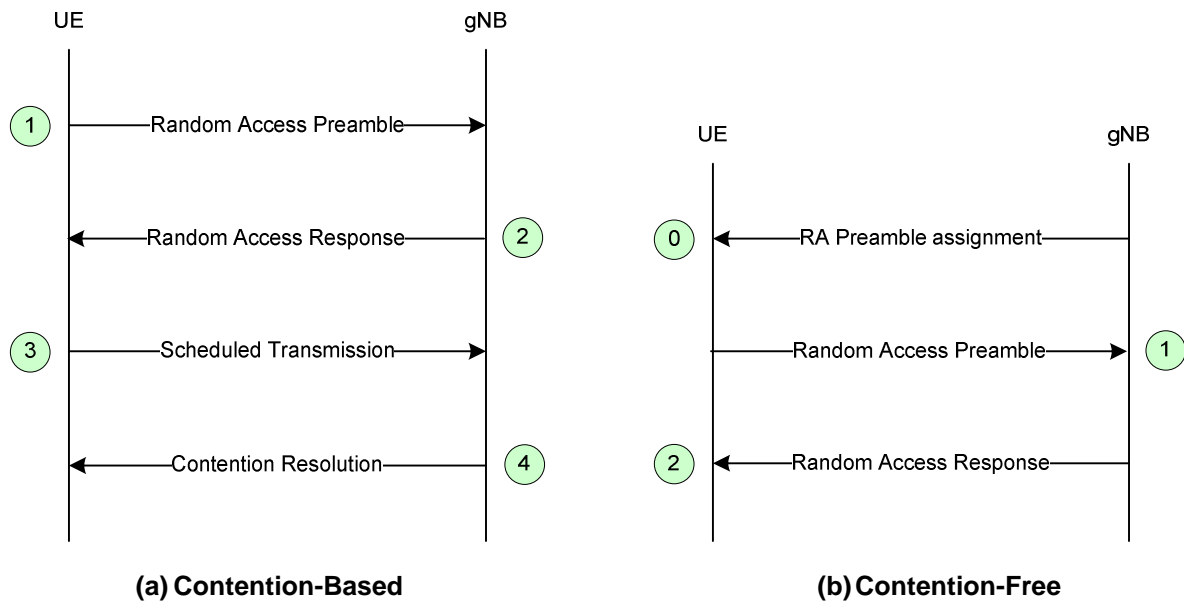 UE gNB
1 Random Access Preamble
Random Access Response 2
3 Scheduled Transmission
Contention Resolution 4
(a) Contention-Based
UE gNB
0 RA Preamble assignment
Random Access Preamble 1
2 Random Access Response
(b) Contention-Free